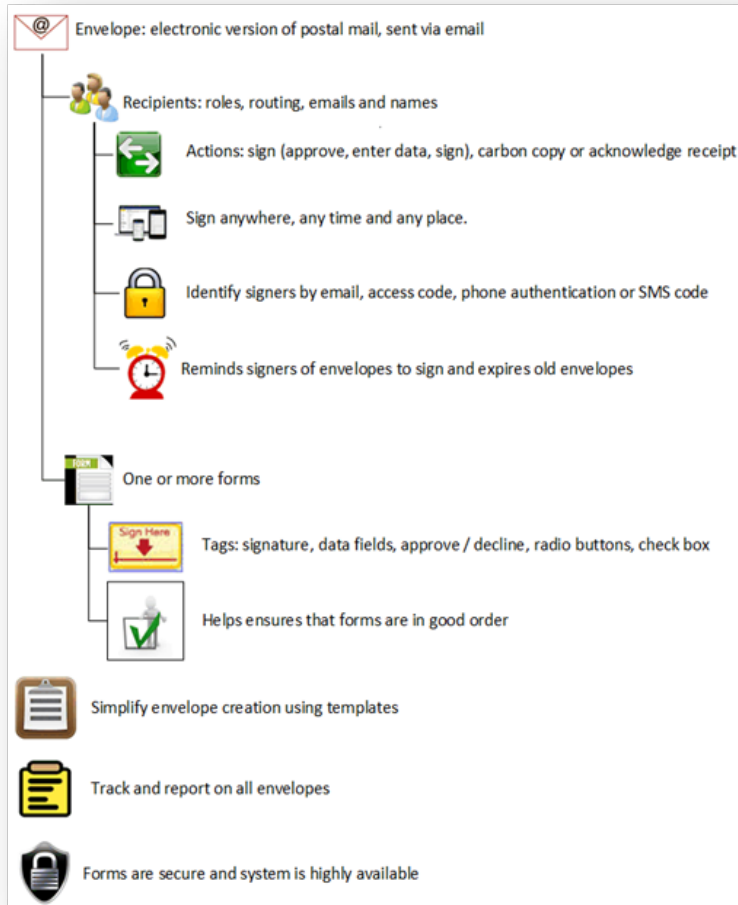 @
Envelope: electronic version of postal mail, sent via email
Recipients: roles, routing, emails and names
Actions: sign (approve, enter data, sign), carbon copy or acknowledge receipt
Sign anywhere, any time and any place.
Identify signers by email, access code, phone authentication or SMS code
Reminds signers of envelopes to sign and expires old envelopes
FORM
One or more forms
Sign Here
Tags: signature, data fields, approve / decline, radio buttons, check box
Helps ensures that forms are in good order
Simplify envelope creation using templates
Track and report on all envelopes
Forms are secure and system is highly available